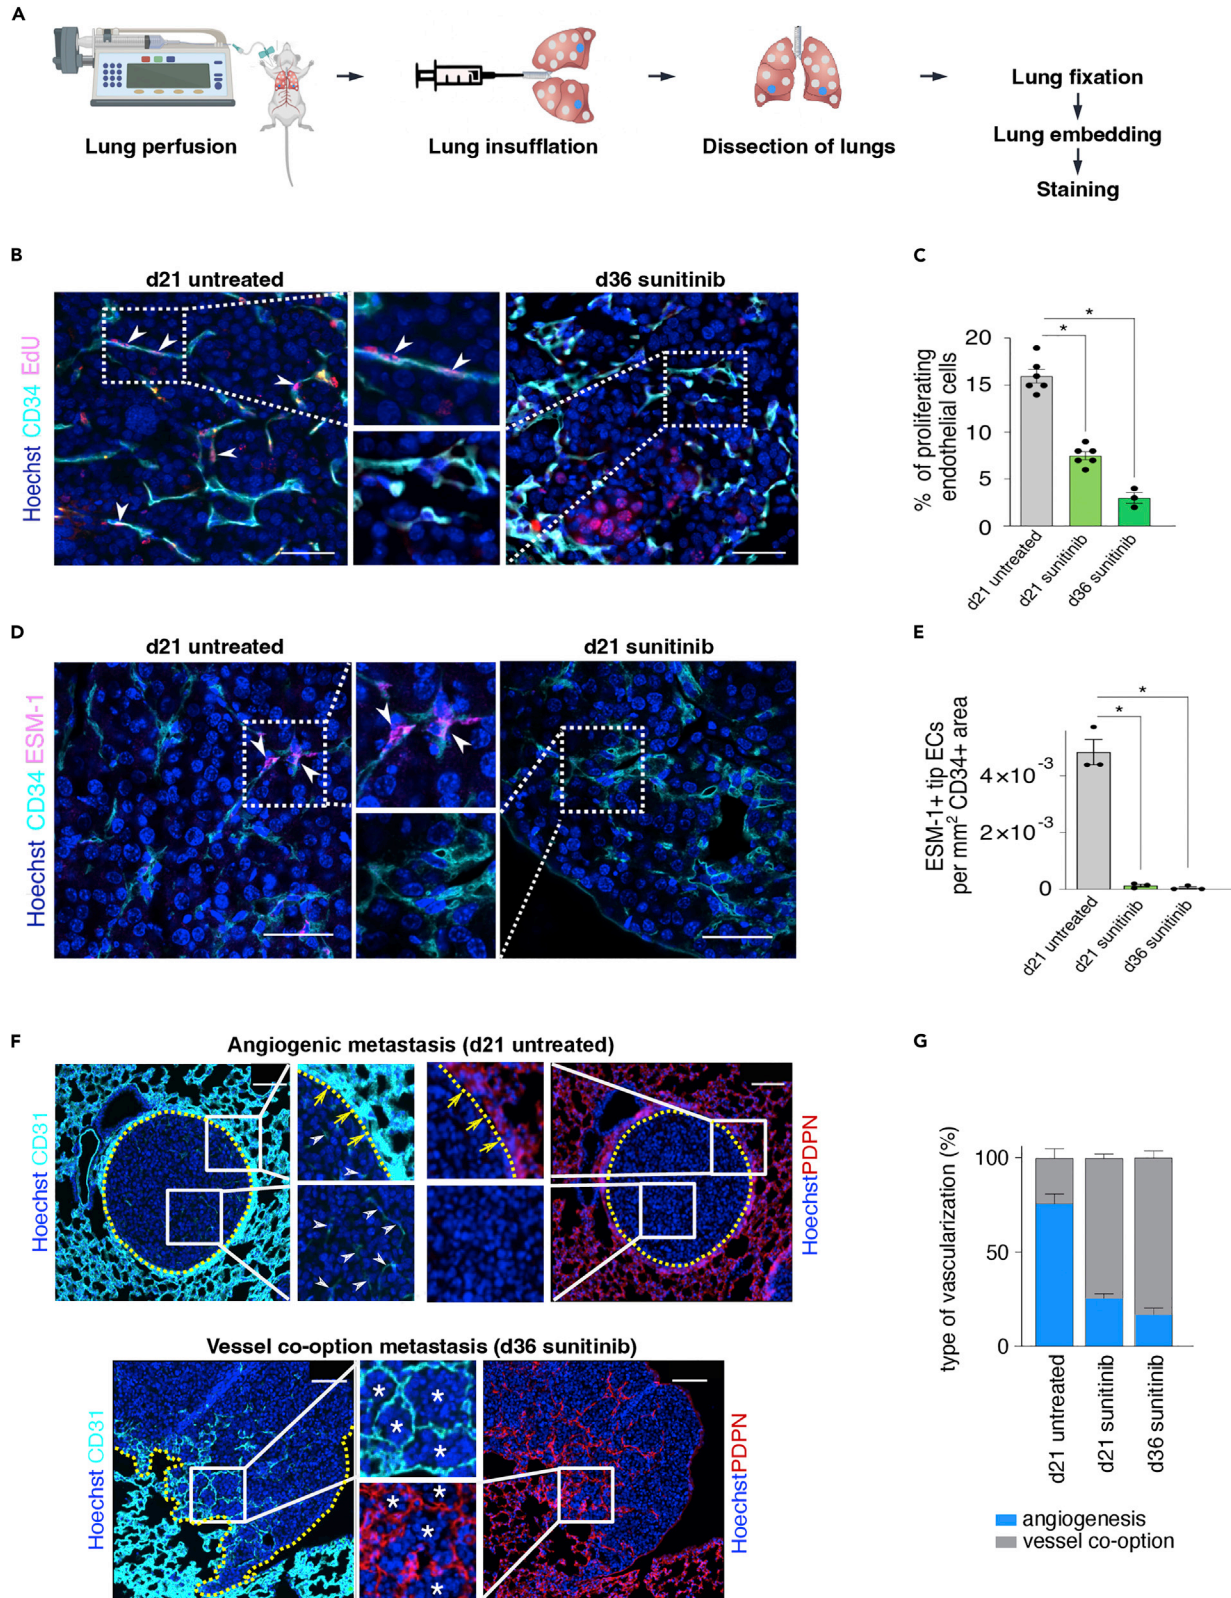 A
Lung perfusion
Lung insufflation
Dissection of lungs
Lung fixation
Lung embedding
Staining
B
d21 untreated
d36 sunitinib
Hoechst CD34 EdU
C
% of proliferating
endothelial cells
20
15
10
5
0
*
*
d21 untreated
d21 sunitinib
d36 sunitinib
D
d21 untreated
d21 sunitinib
Hoechst CD34 ESM-1
E
ESM-1+ tip ECs
per mm² CD34+ area
4×10⁻³
2×10⁻³
0
*
*
d21 untreated
d21 sunitinib
d36 sunitinib
F
Angiogenic metastasis (d21 untreated)
Hoechst CD31
HoechstPDPN
Vessel co-option metastasis (d36 sunitinib)
Hoechst CD31
* * * *
* * * *
HoechstPDPN
G
type of vascularization (%)
100
50
0
d21 untreated
d21 sunitinib
d36 sunitinib
angiogenesis
vessel co-option